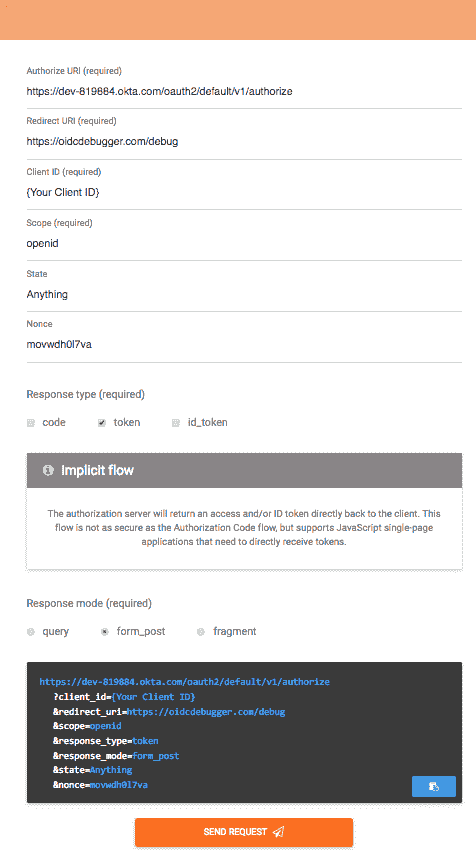 Authorize URI (required)
https://dev-819884.okta.com/oauth2/default/v1/authorize
Redirect URI (required)
https://oidcdebugger.com/debug
Client ID (required)
{Your Client ID}
Scope (required)
openid
State
Anything
Nonce
movwdh0l7va
Response type (required)
code token id_token
Implicit flow
The authorization server will return an access and/or ID token directly back to the client. This
flow is not as secure as the Authorization Code flow, but supports JavaScript single-page
applications that need to directly receive tokens.
Response mode (required)
query form_post fragment
https://dev-819884.okta.com/oauth2/default/v1/authorize
?client_id={Your Client ID}
&redirect_uri=https://oidcdebugger.com/debug
&scope=openid
&response_type=token
&response_mode=form_post
&state=Anything
&nonce=movwdh0l7va
SEND REQUEST